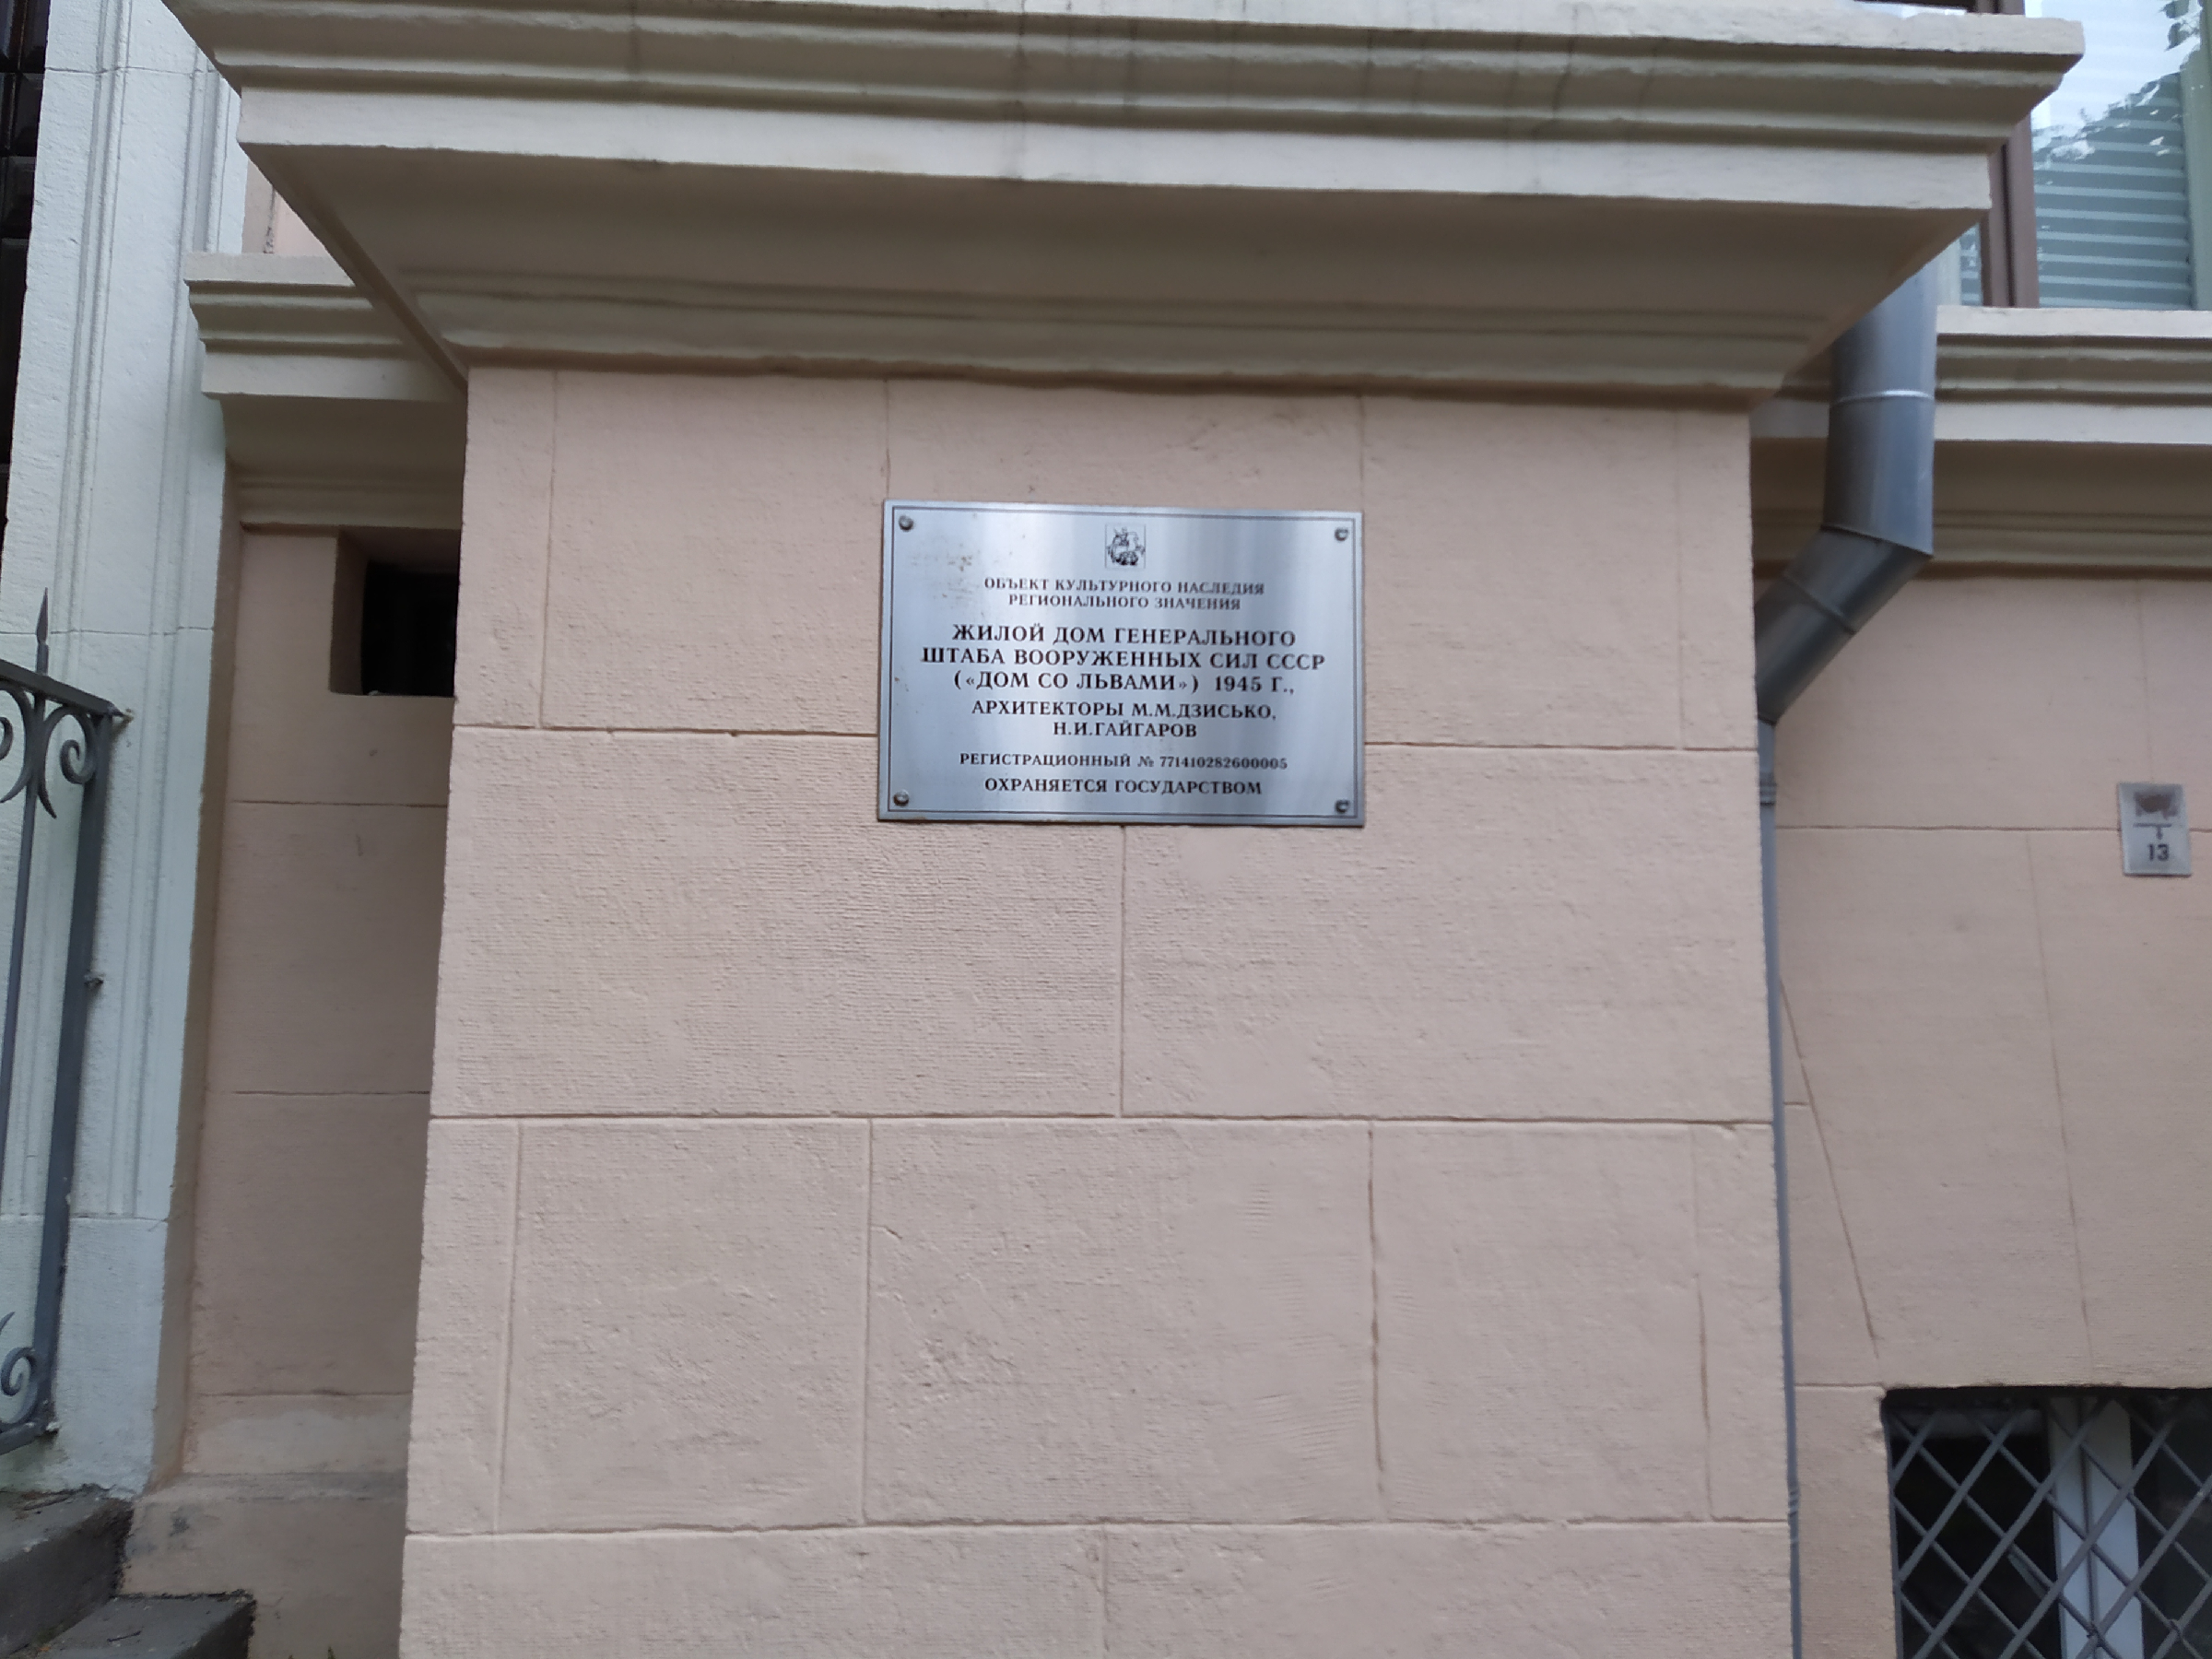 ОБЪЕКТ КУЛЬТУРНОГО НАСЛЕДИЯ
РЕГИОНАЛЬНОГО ЗНАЧЕНИЯ
ЖИЛОЙ ДОМ ГЕНЕРАЛЬНОГО
ШТАБА ВООРУЖЕННЫХ СИЛ СССР
(«ДОМ СО ЛЬВАМИ») 1945 Г.,
АРХИТЕКТОРЫ М.М.ДЗИСЬКО,
Н.И.ГАЙГАРОВ
РЕГИСТРАЦИОННЫЙ № 771410282600005
ОХРАНЯЕТСЯ ГОСУДАРСТВОМ
13